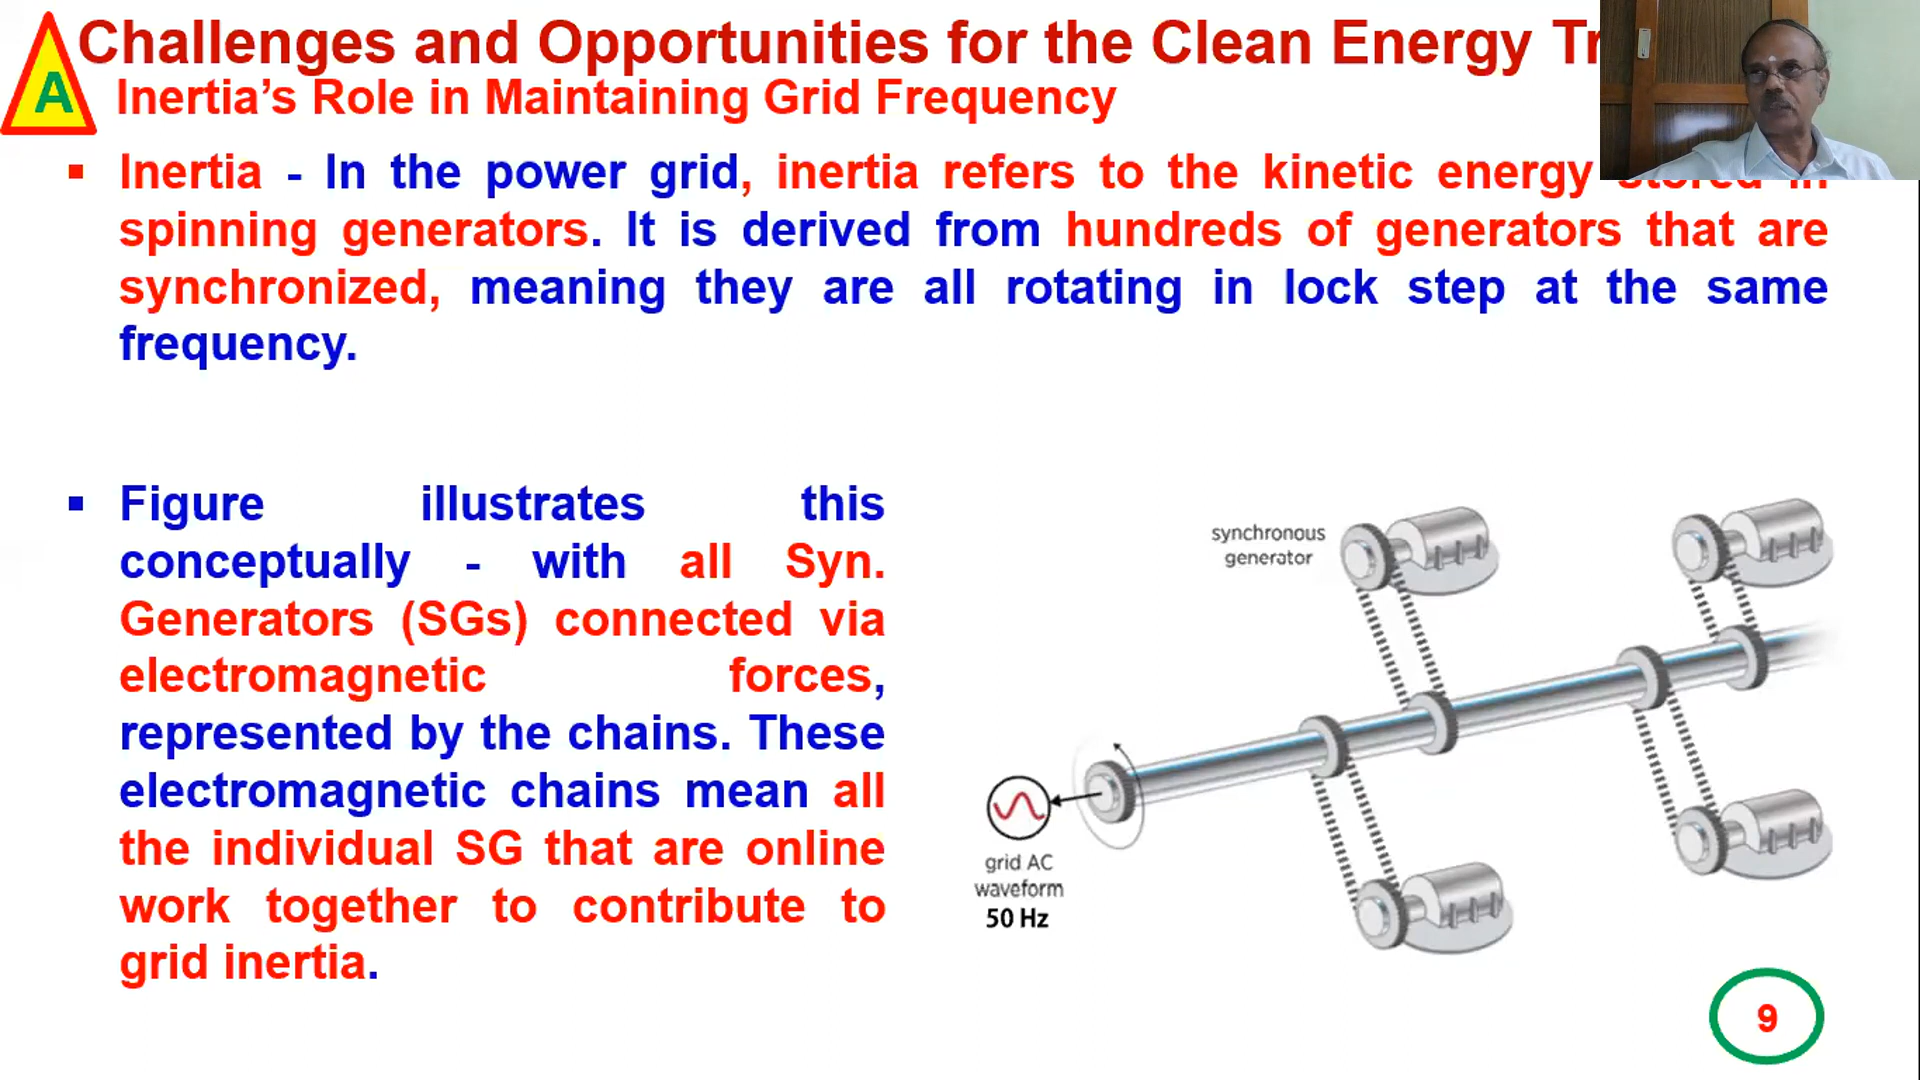 A
Challenges and Opportunities for the Clean Energy
Inertia’s Role in Maintaining Grid Frequency
▪ Inertia - In the power grid, inertia refers to the kinetic energy stored in
spinning generators. It is derived from hundreds of generators that are
synchronized, meaning they are all rotating in lock step at the same
frequency.
▪ Figure illustrates this
conceptually - with all Syn.
Generators (SGs) connected via
electromagnetic forces,
represented by the chains. These
electromagnetic chains mean all
the individual SG that are online
work together to contribute to
grid inertia.
synchronous
generator
grid AC
waveform
50 Hz
9